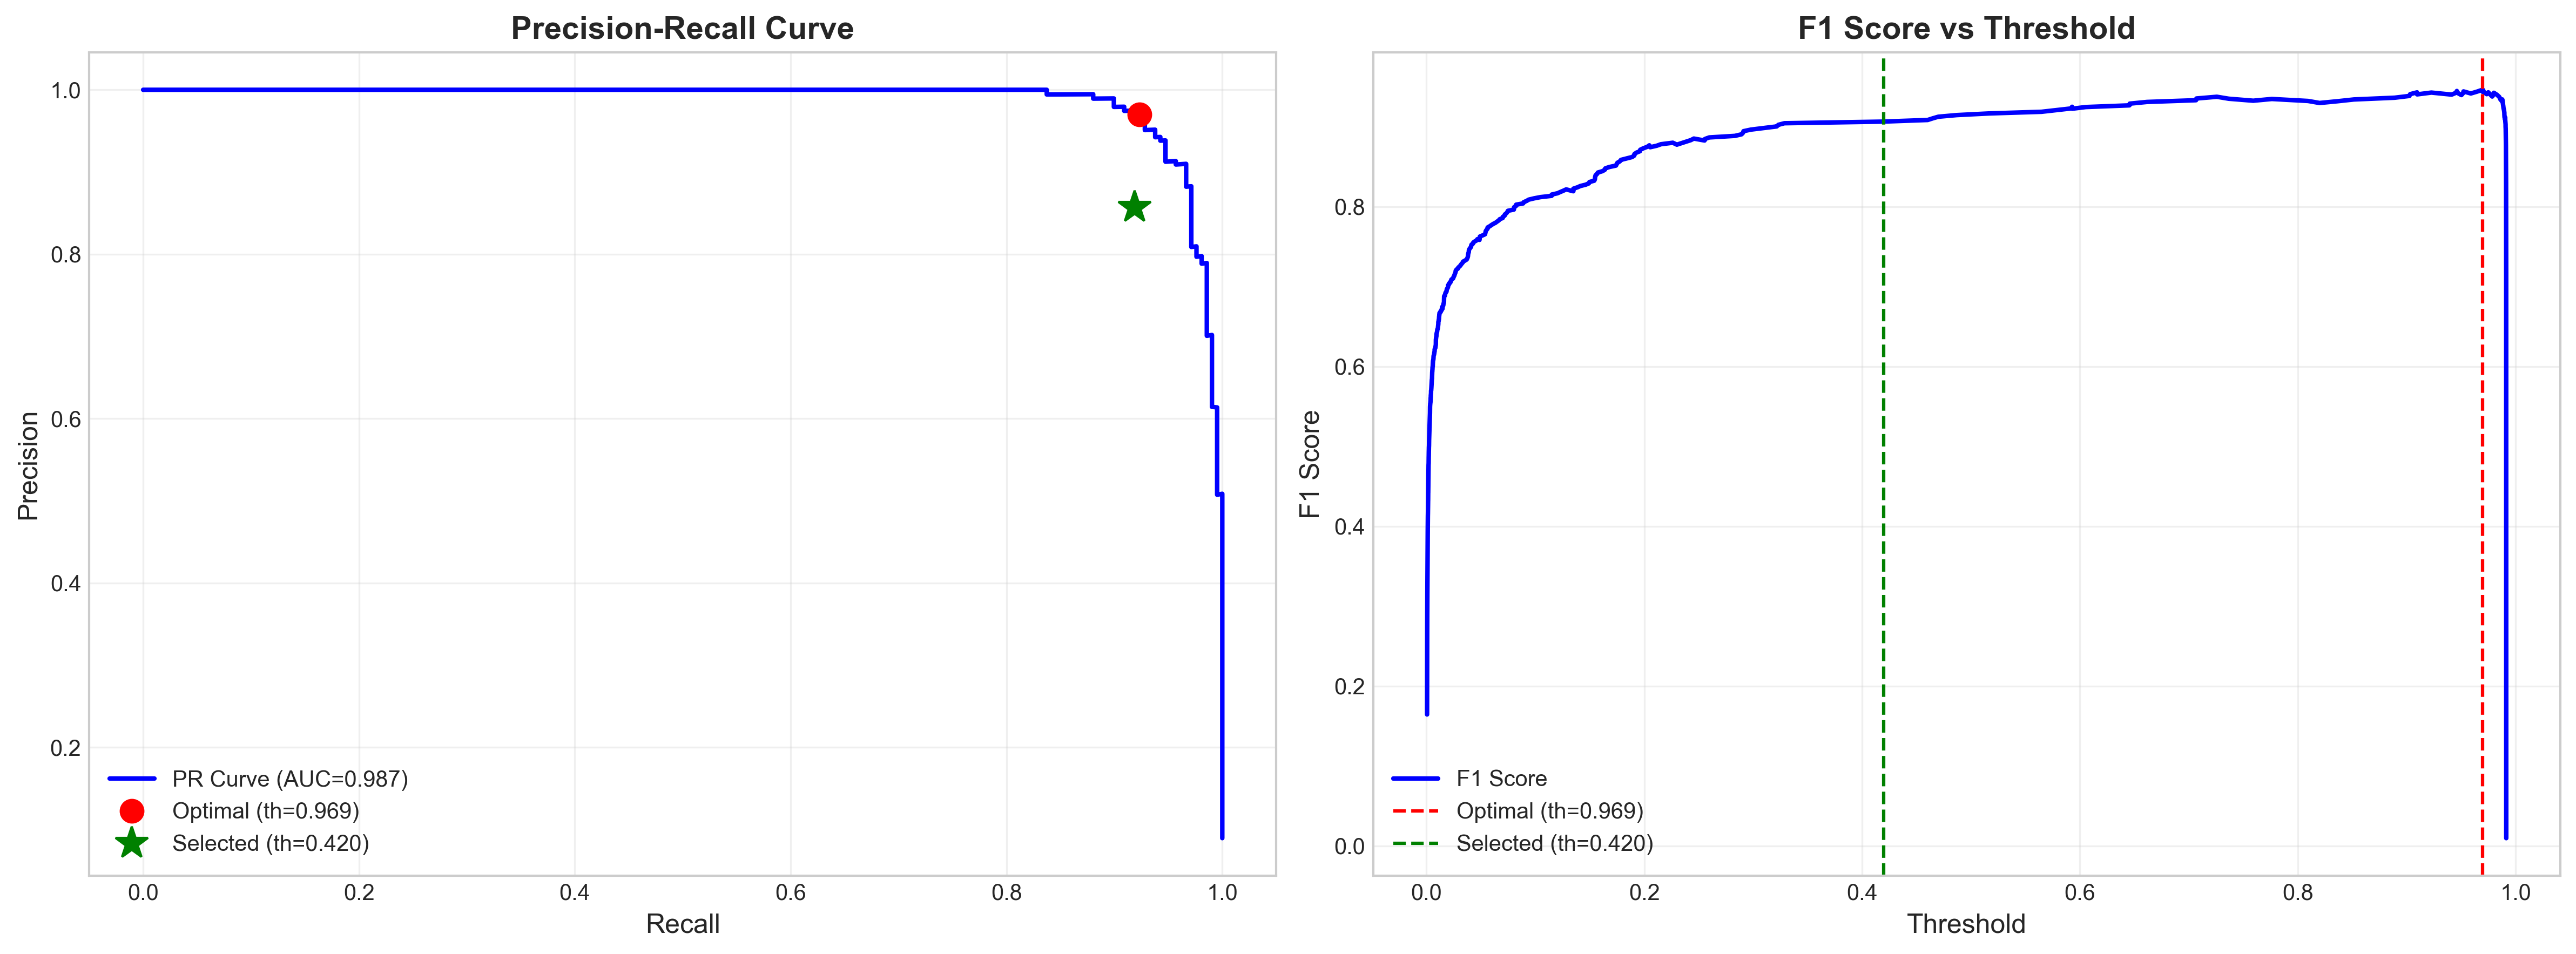 Precision-Recall Curve
Precision
1.0
0.8
0.6
0.4
0.2
PR Curve (AUC=0.987)
Optimal (th=0.969)
Selected (th=0.420)
0.0 0.2 0.4 0.6 0.8 1.0
Recall
F1 Score vs Threshold
F1 Score
0.8
0.6
0.4
0.2
0.0
F1 Score
Optimal (th=0.969)
Selected (th=0.420)
0.0 0.2 0.4 0.6 0.8 1.0
Threshold